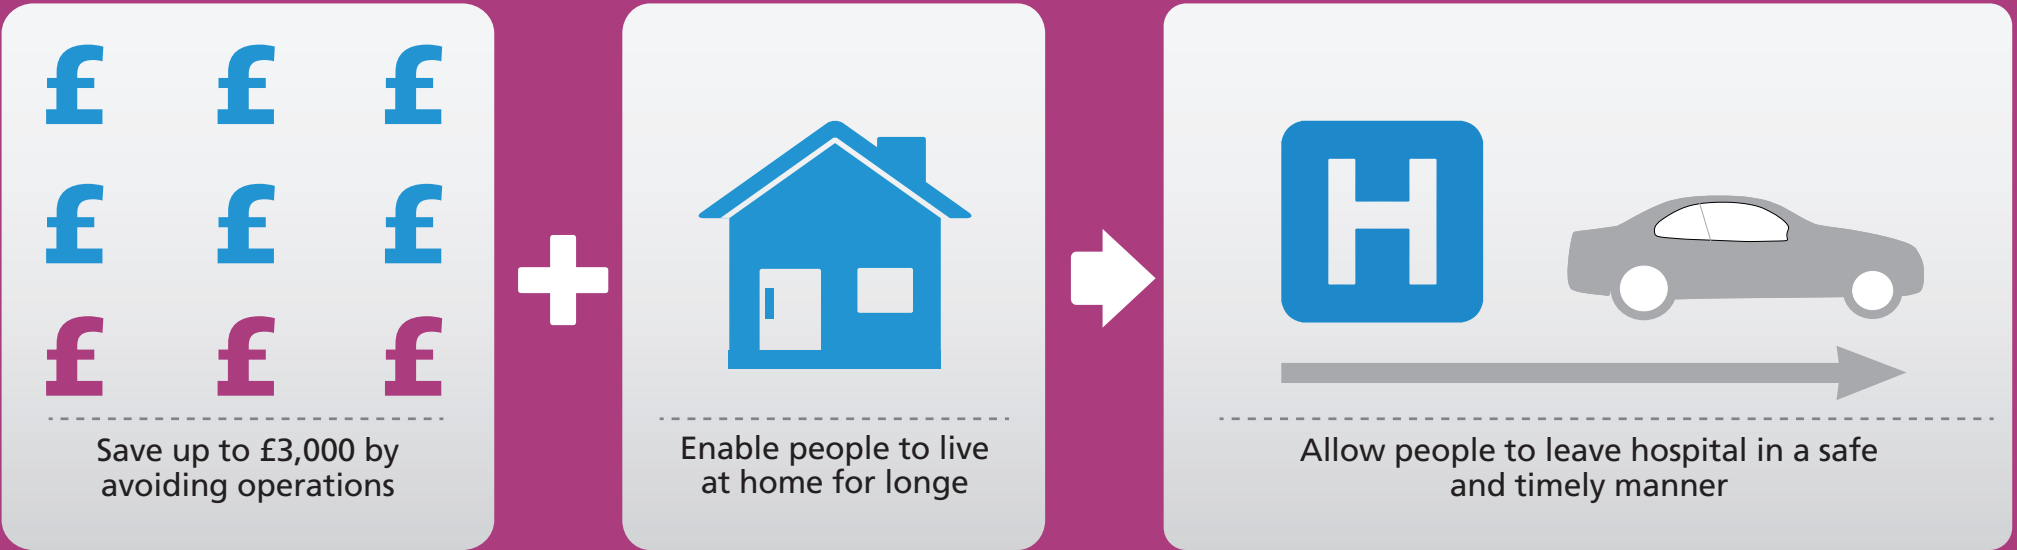 £ £ £
£ £ £
£ £ £
Save up to £3,000 by
avoiding operations
Enable people to live
at home for longe
H
Allow people to leave hospital in a safe
and timely manner